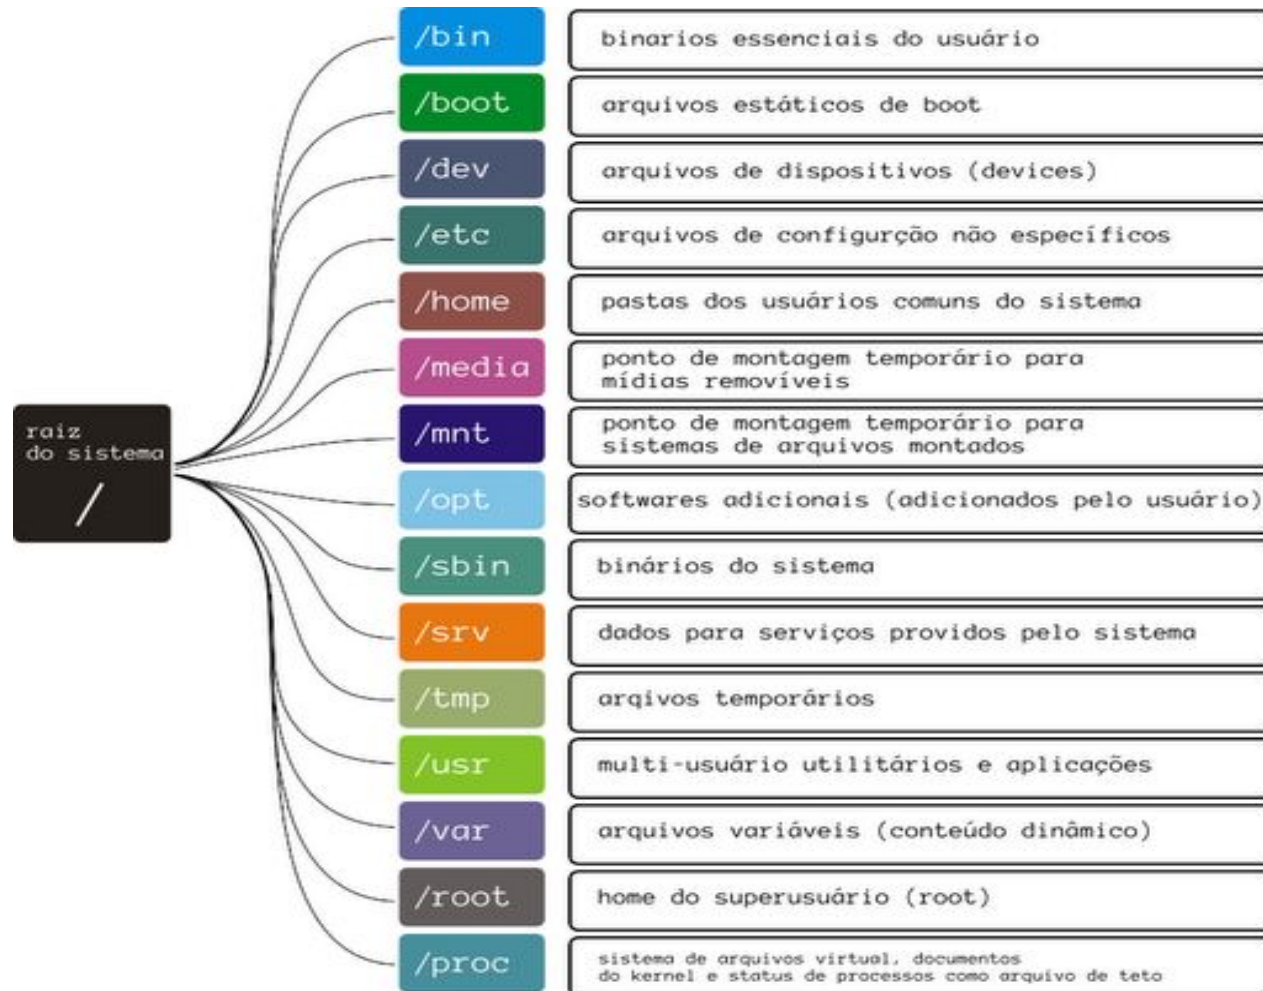 raiz
do sistema
/
/bin
binarios essenciais do usuário
/boot
arquivos estáticos de boot
/dev
arquivos de dispositivos (devices)
/etc
arquivos de configurção não específicos
/home
pastas dos usuários comuns do sistema
/media
ponto de montagem temporário para
mídias removíveis
/mnt
ponto de montagem temporário para
sistemas de arquivos montados
/opt
softwares adicionais (adicionados pelo usuário)
/sbin
binários do sistema
/srv
dados para serviços providos pelo sistema
/tmp
arqivos temporários
/usr
multi-usuário utilitários e aplicações
/var
arquivos variáveis (conteúdo dinâmico)
/root
home do superusuário (root)
/proc
sistema de arquivos virtual, documentos
do kernel e status de processos como arquivo de teto